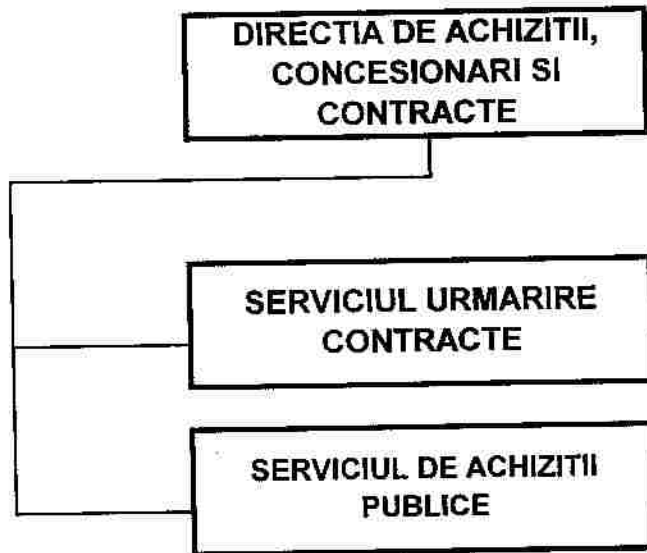 DIRECTIA DE ACHIZITII,
CONCESIONARI SI
CONTRACTE
SERVICIUL URMARIRE
CONTRACTE
SERVICIUL DE ACHIZITII
PUBLICE